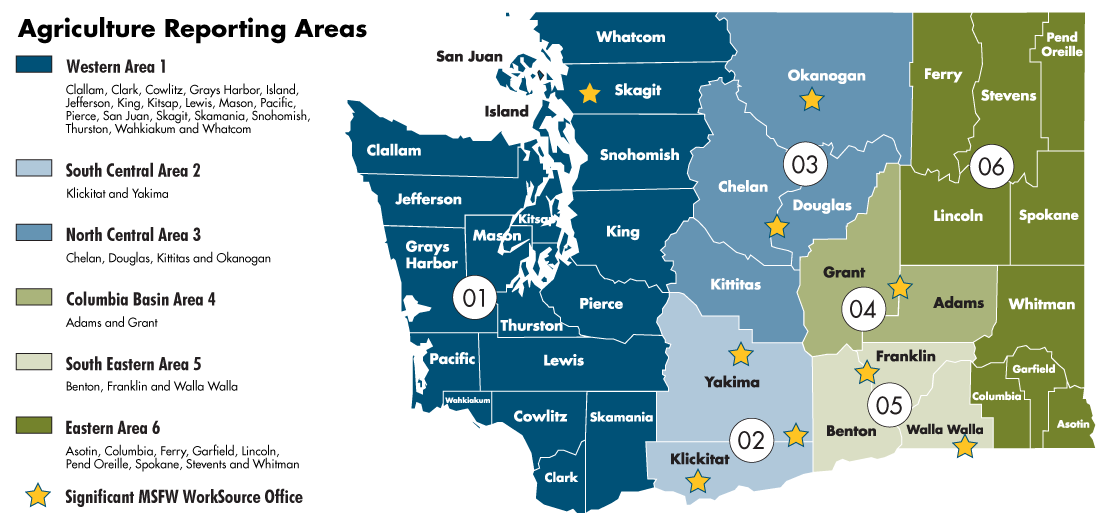 Agriculture Reporting Areas
Western Area 1
Clallam, Clark, Cowlitz, Grays Harbor, Island,
Jefferson, King, Kitsap, Lewis, Mason, Pacific,
Pierce, San Juan, Skagit, Skamania, Snohomish,
Thurston, Wahkiakum and Whatcom
South Central Area 2
Klickitat and Yakima
North Central Area 3
Chelan, Douglas, Kittitas and Okanogan
Columbia Basin Area 4
Adams and Grant
South Eastern Area 5
Benton, Franklin and Walla Walla
Eastern Area 6
Asotin, Columbia, Ferry, Garfield, Lincoln,
Pend Oreille, Spokane, Stevens and Whitman
Significant MSFW WorkSource Office
Whatcom
San Juan
Skagit
Island
Clallam
Snohomish
Jefferson
Kitsap
Mason
King
Grays
Harbor
01
Pierce
Thurston
Pacific
Lewis
Wahkiakum
Cowlitz
Skamania
Clark
Okanogan
03
Chelan
Douglas
Kittitas
Yakima
02
Klickitat
Grant
04
Adams
Franklin
05
Benton
Walla Walla
Ferry
Pend
Oreille
Stevens
06
Lincoln
Spokane
Whitman
Garfield
Columbia
Asotin